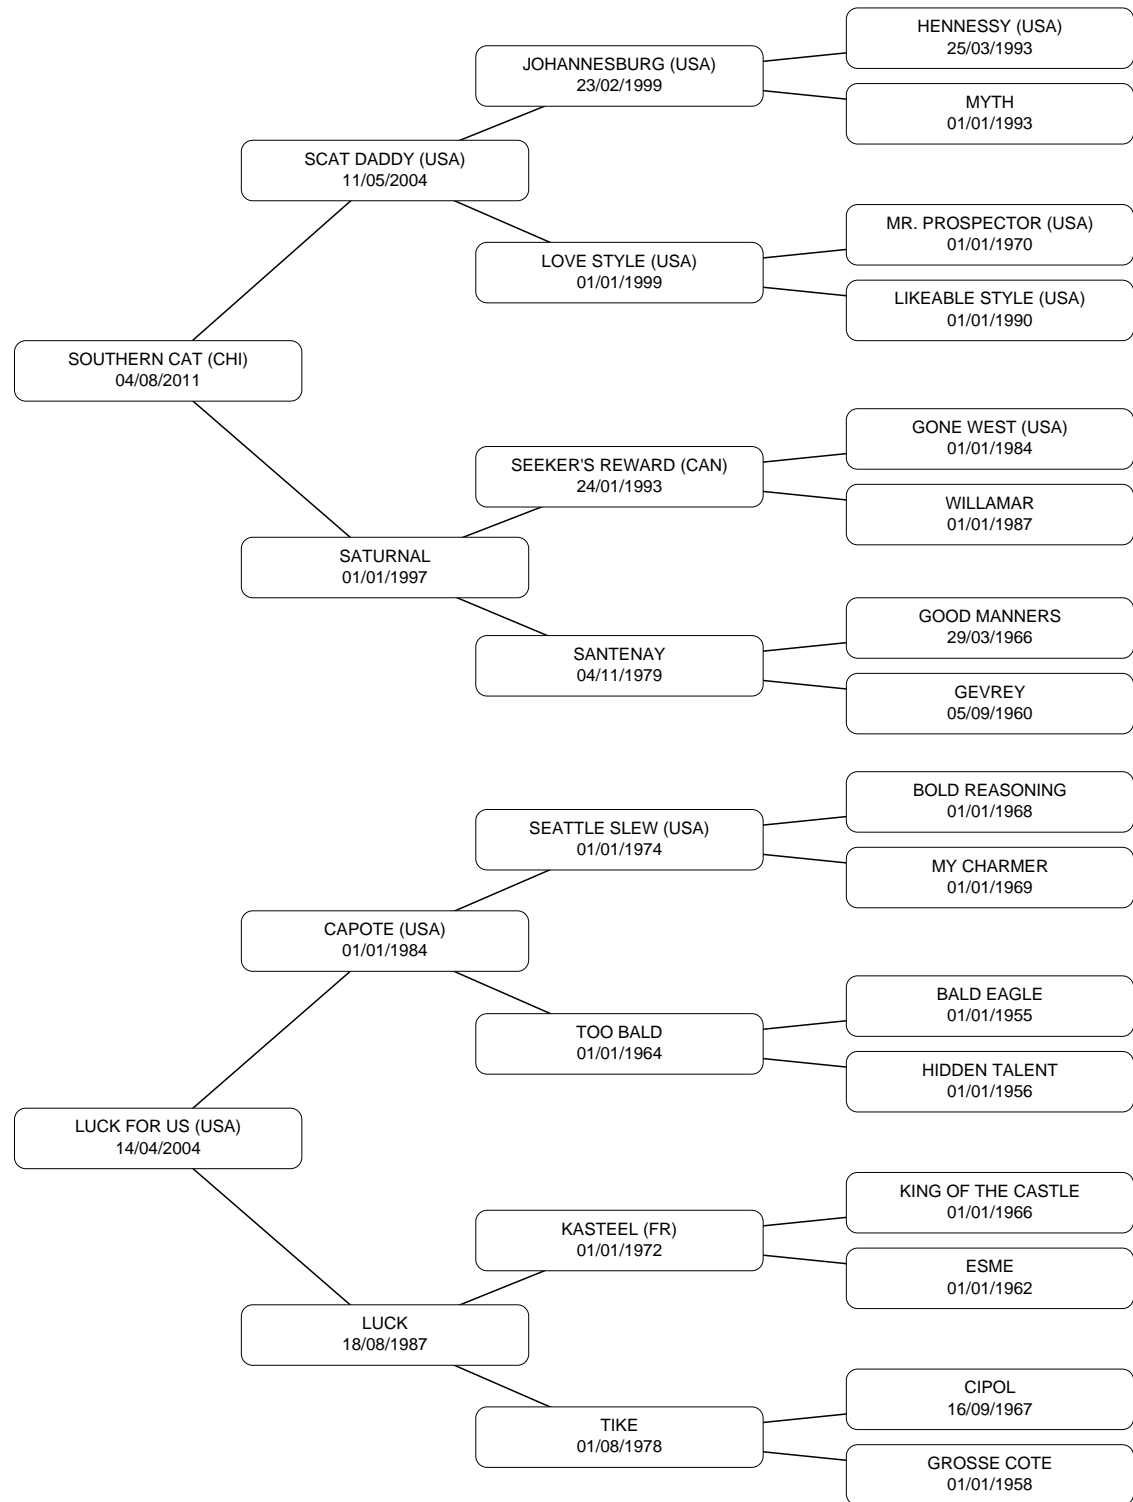 HENNESSY (USA)
25/03/1993
JOHANNESBURG (USA)
23/02/1999
MYTH
01/01/1993
SCAT DADDY (USA)
11/05/2004
MR. PROSPECTOR (USA)
01/01/1970
LOVE STYLE (USA)
01/01/1999
LIKEABLE STYLE (USA)
01/01/1990
SOUTHERN CAT (CHI)
04/08/2011
GONE WEST (USA)
01/01/1984
SEEKER'S REWARD (CAN)
24/01/1993
WILLAMAR
01/01/1987
SATURNAL
01/01/1997
GOOD MANNERS
29/03/1966
SANTENAY
04/11/1979
GEVREY
05/09/1960
BOLD REASONING
01/01/1968
SEATTLE SLEW (USA)
01/01/1974
MY CHARMER
01/01/1969
CAPOTE (USA)
01/01/1984
BALD EAGLE
01/01/1955
TOO BALD
01/01/1964
HIDDEN TALENT
01/01/1956
LUCK FOR US (USA)
14/04/2004
KING OF THE CASTLE
01/01/1966
KASTEEL (FR)
01/01/1972
ESME
01/01/1962
LUCK
18/08/1987
CIPOL
16/09/1967
TIKE
01/08/1978
GROSSE COTE
01/01/1958